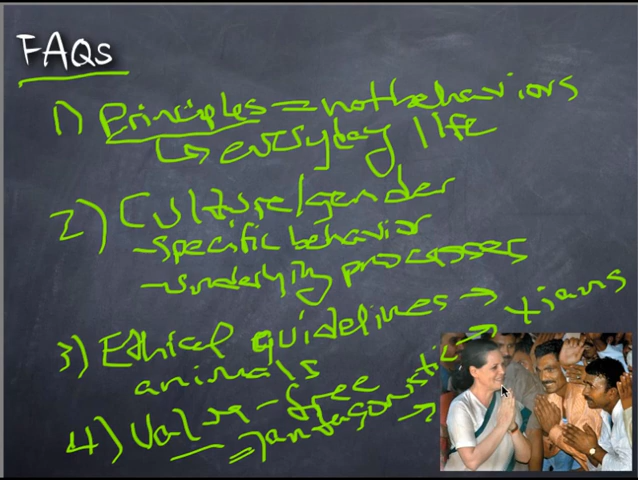 FAQs
1) Principles = not behaviors
↳ everyday life
2) Culture/gender
- specific behavior
- underlying processes
3) Ethical guidelines →
animals
4) Value-free
= antagonistic → xians
→